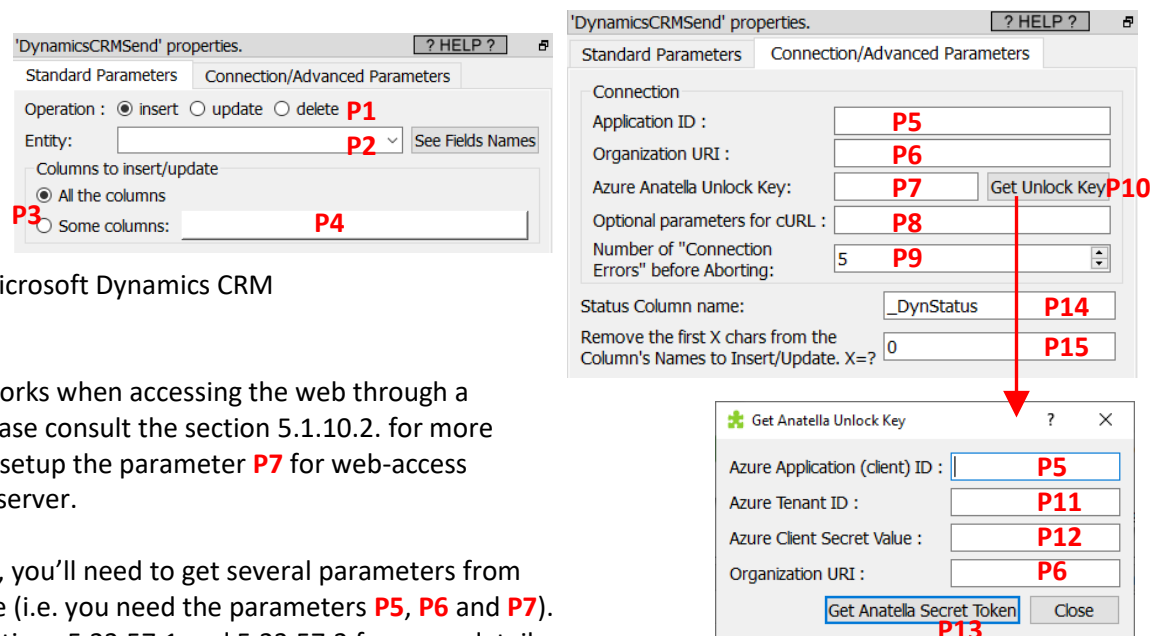 'DynamicsCRMSend' properties. ? HELP ?
Standard Parameters Connection/Advanced Parameters
Operation : insert update delete P1
Entity: P2 See Fields Names
Columns to insert/update
All the columns
P3 Some columns: P4
icrosoft Dynamics CRM
orks when accessing the web through a
ase consult the section 5.1.10.2. for more
setup the parameter P7 for web-access
server.
, you'll need to get several parameters from
e (i.e. you need the parameters P5, P6 and P7).
'DynamicsCRMSend' properties. ? HELP ?
Standard Parameters Connection/Advanced Parameters
Connection
Application ID : P5
Organization URI : P6
Azure Anatella Unlock Key: P7 Get Unlock Key P10
Optional parameters for cURL : P8
Number of "Connection
Errors" before Aborting: 5 P9
Status Column name: _DynStatus P14
Remove the first X chars from the
Column's Names to Insert/Update. X=? 0 P15
Get Anatella Unlock Key ?
Azure Application (client) ID : P5
Azure Tenant ID : P11
Azure Client Secret Value : P12
Organization URI : P6
Get Anatella Secret Token Close
P13